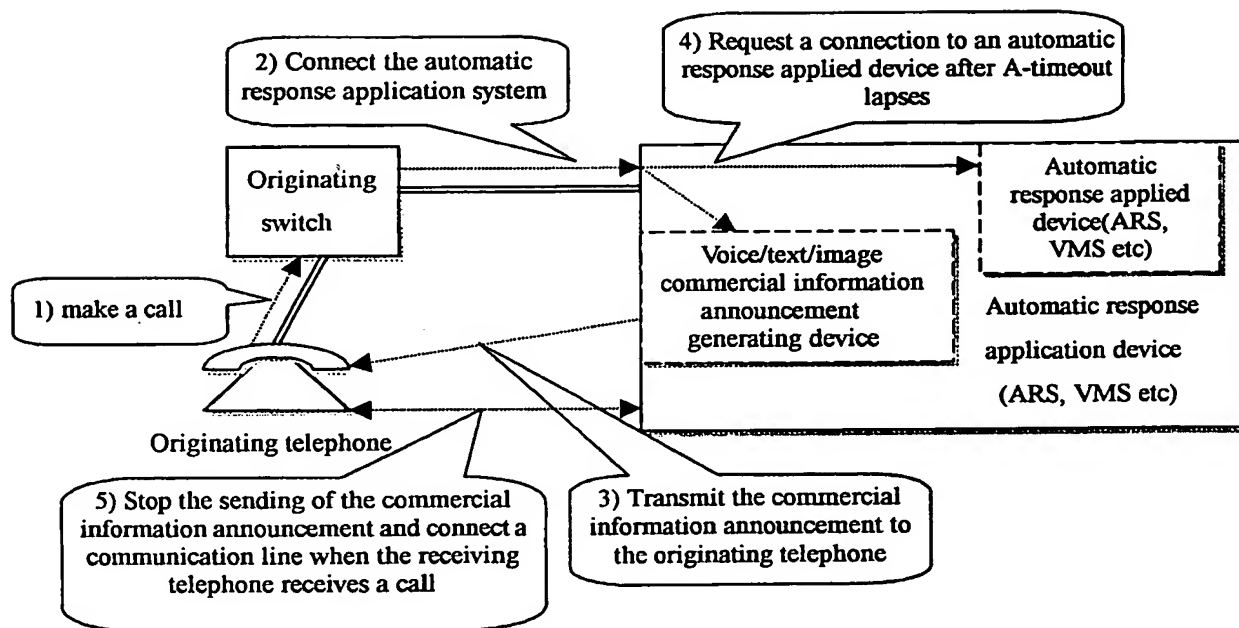 2) Connect the automatic
response application system
4) Request a connection to an automatic
response applied device after A-timeout
lapses
Originating
switch
Automatic
response applied
device(ARS,
VMS etc)
Voice/text/image
commercial information
announcement
generating device
1) make a call
Automatic response
application device
(ARS, VMS etc)
Originating telephone
5) Stop the sending of the commercial
information announcement and connect a
communication line when the receiving
telephone receives a call
3) Transmit the commercial
information announcement to
the originating telephone